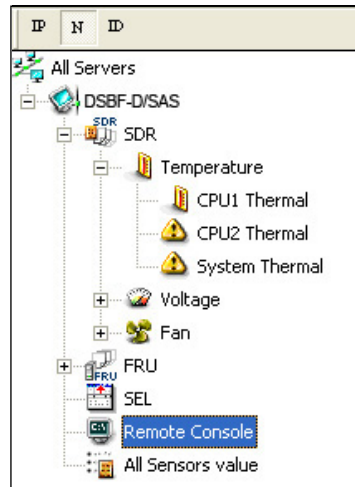 IP N ID
All Servers
DSBF-D/SAS
SDR SDR
Temperature
CPU1 Thermal
CPU2 Thermal
System Thermal
Voltage
Fan
FRU FRU
SEL
C:\ Remote Console
All Sensors value